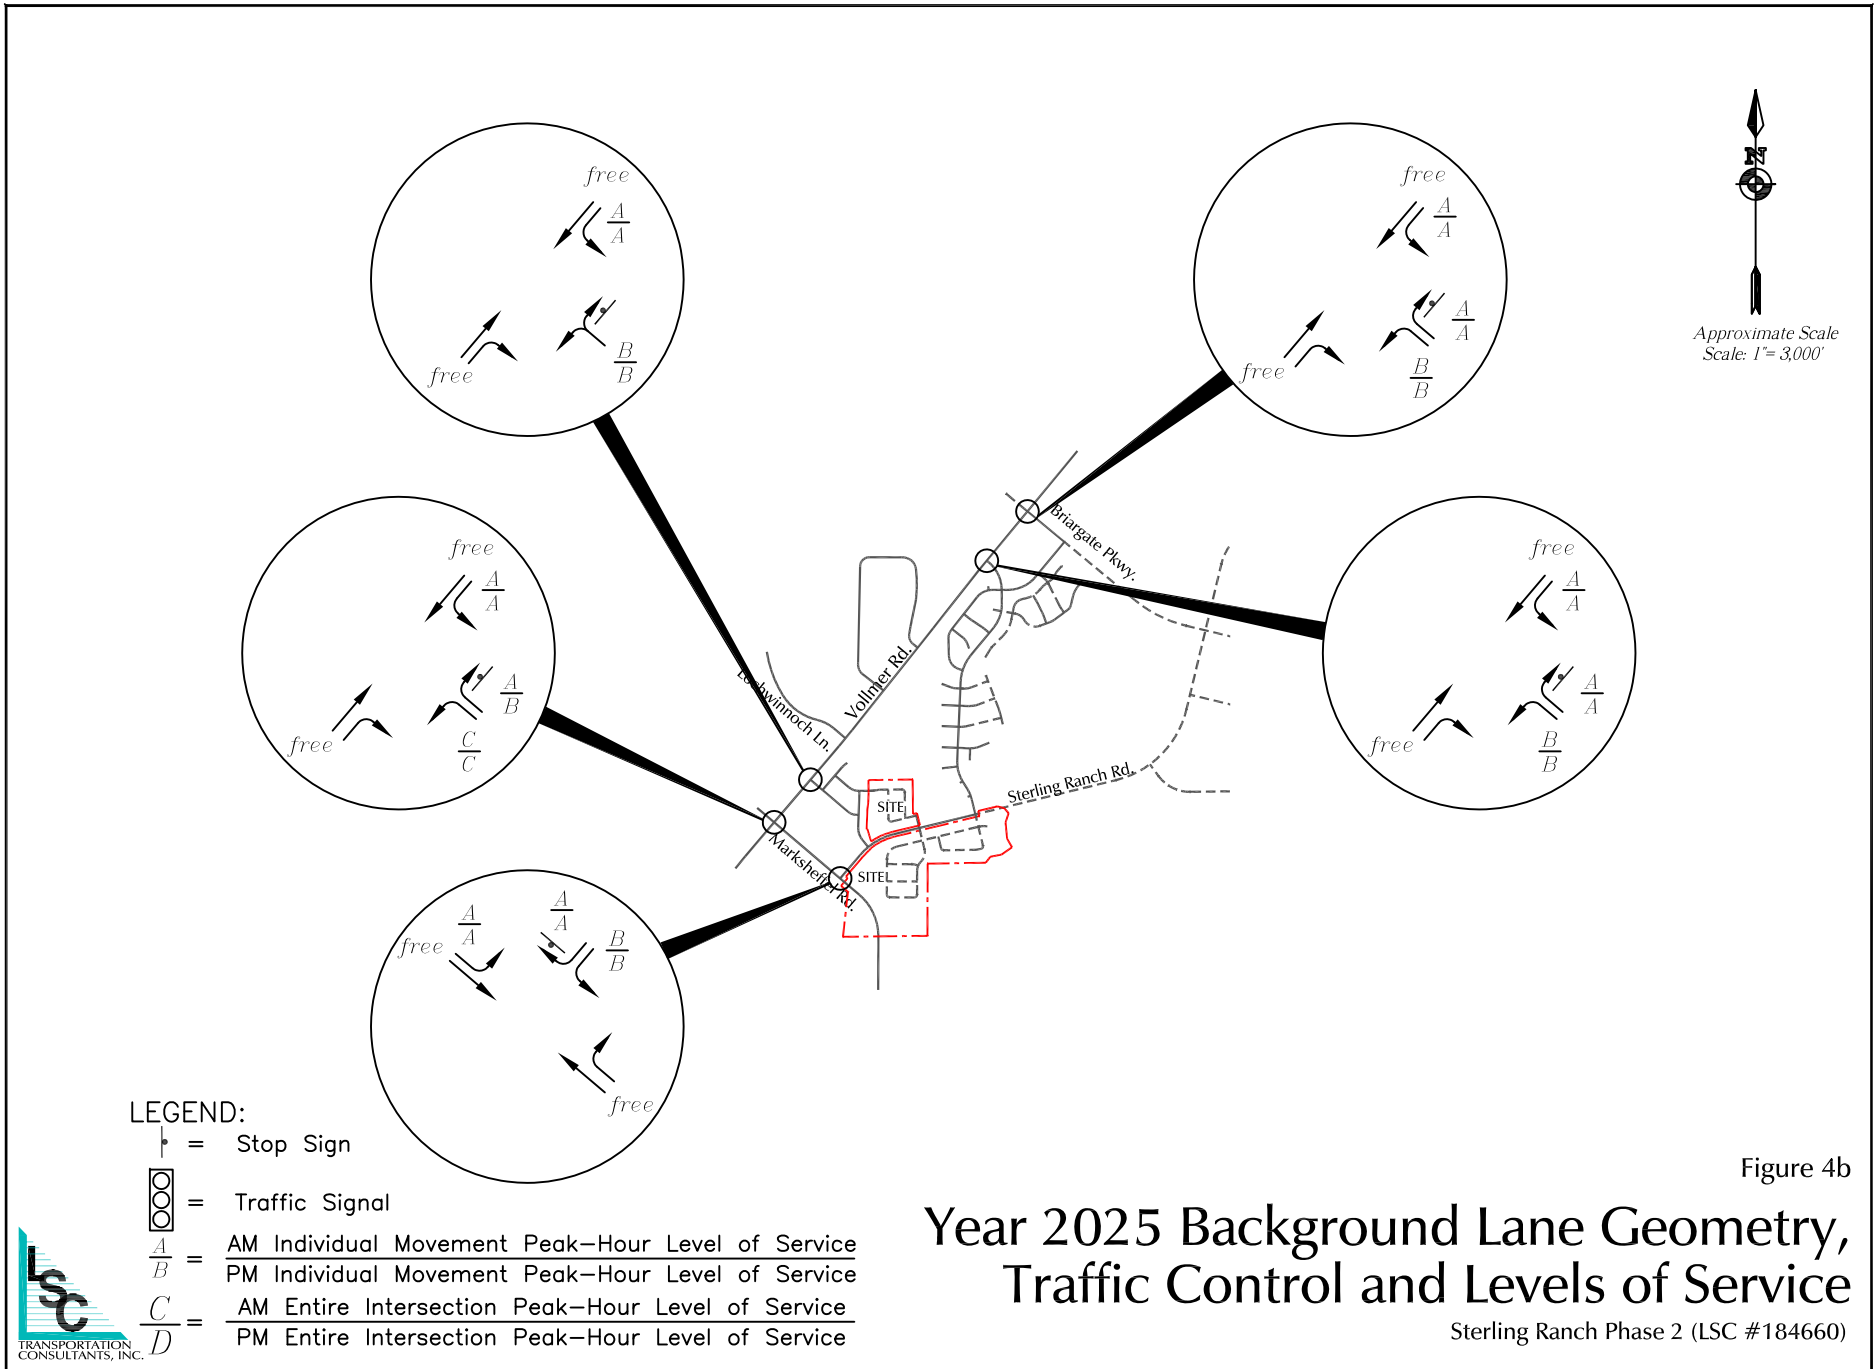 free
A
A
B
B
free
free
A
A
A
A
B
B
free
N
Approximate Scale
Scale: 1"= 3,000'
free
A
A
A
B
C
C
free
free
A
A
A
A
B
B
free
Briargate Pkwy.
Vollmer Rd.
Lochwinnoch Ln.
Sterling Ranch Rd.
SITE
Marksheffel Rd.
SITE
A
A
free
A
A
B
B
free
LEGEND:
= Stop Sign
= Traffic Signal
A
B
=
AM Individual Movement Peak-Hour Level of Service
PM Individual Movement Peak-Hour Level of Service
C
D
=
AM Entire Intersection Peak-Hour Level of Service
PM Entire Intersection Peak-Hour Level of Service
LSC
TRANSPORTATION
CONSULTANTS, INC.
Figure 4b
Year 2025 Background Lane Geometry,
Traffic Control and Levels of Service
Sterling Ranch Phase 2 (LSC #184660)